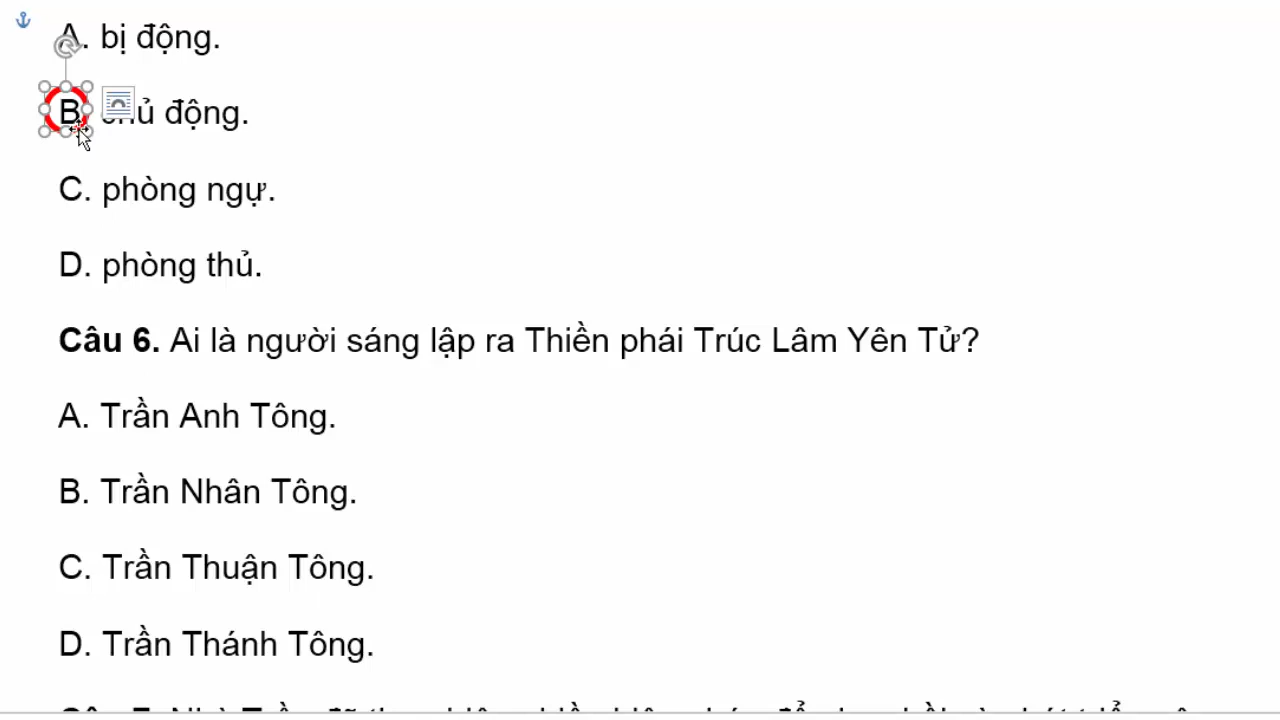 A. bị động.
B. chủ động.
C. phòng ngự.
D. phòng thủ.
Câu 6. Ai là người sáng lập ra Thiền phái Trúc Lâm Yên Tử?
A. Trần Anh Tông.
B. Trần Nhân Tông.
C. Trần Thuận Tông.
D. Trần Thánh Tông.